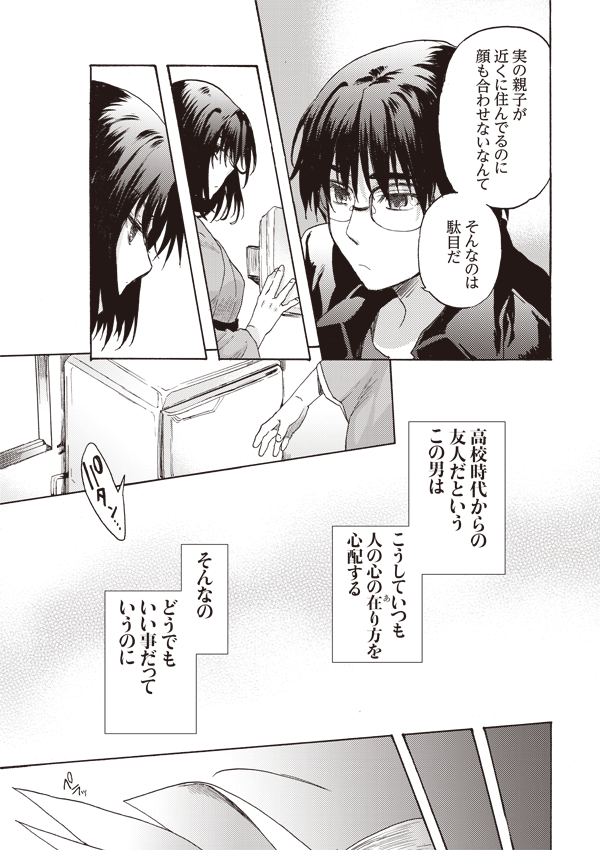 実の親子が
近くに住んでるのに
顔も合わせないなんて
そんなのは
駄目だ
パタン…
高校時代からの
友人だという
この男は
こうしていつも
人の心の在り方を
あ
心配する
そんなの
どうでも
いい事だって
いうのに